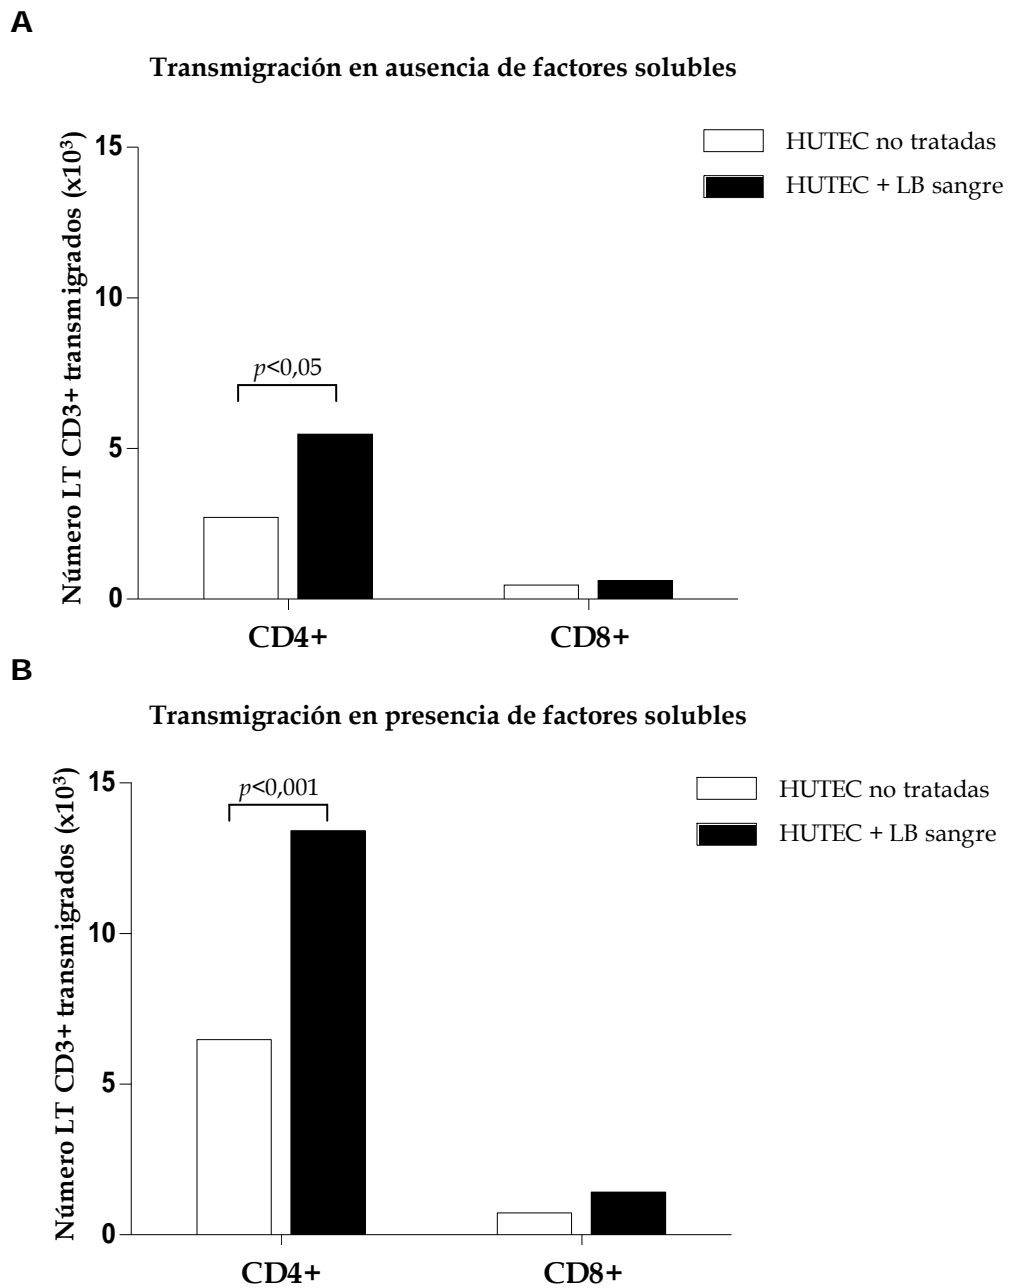 A
Transmigración en ausencia de factores solubles
Número LT CD3+ transmigrados (x10³)
15
10
5
0
HUTEC no tratadas
HUTEC + LB sangre
p<0,05
CD4+
CD8+
B
Transmigración en presencia de factores solubles
Número LT CD3+ transmigrados (x10³)
15
10
5
0
HUTEC no tratadas
HUTEC + LB sangre
p<0,001
CD4+
CD8+